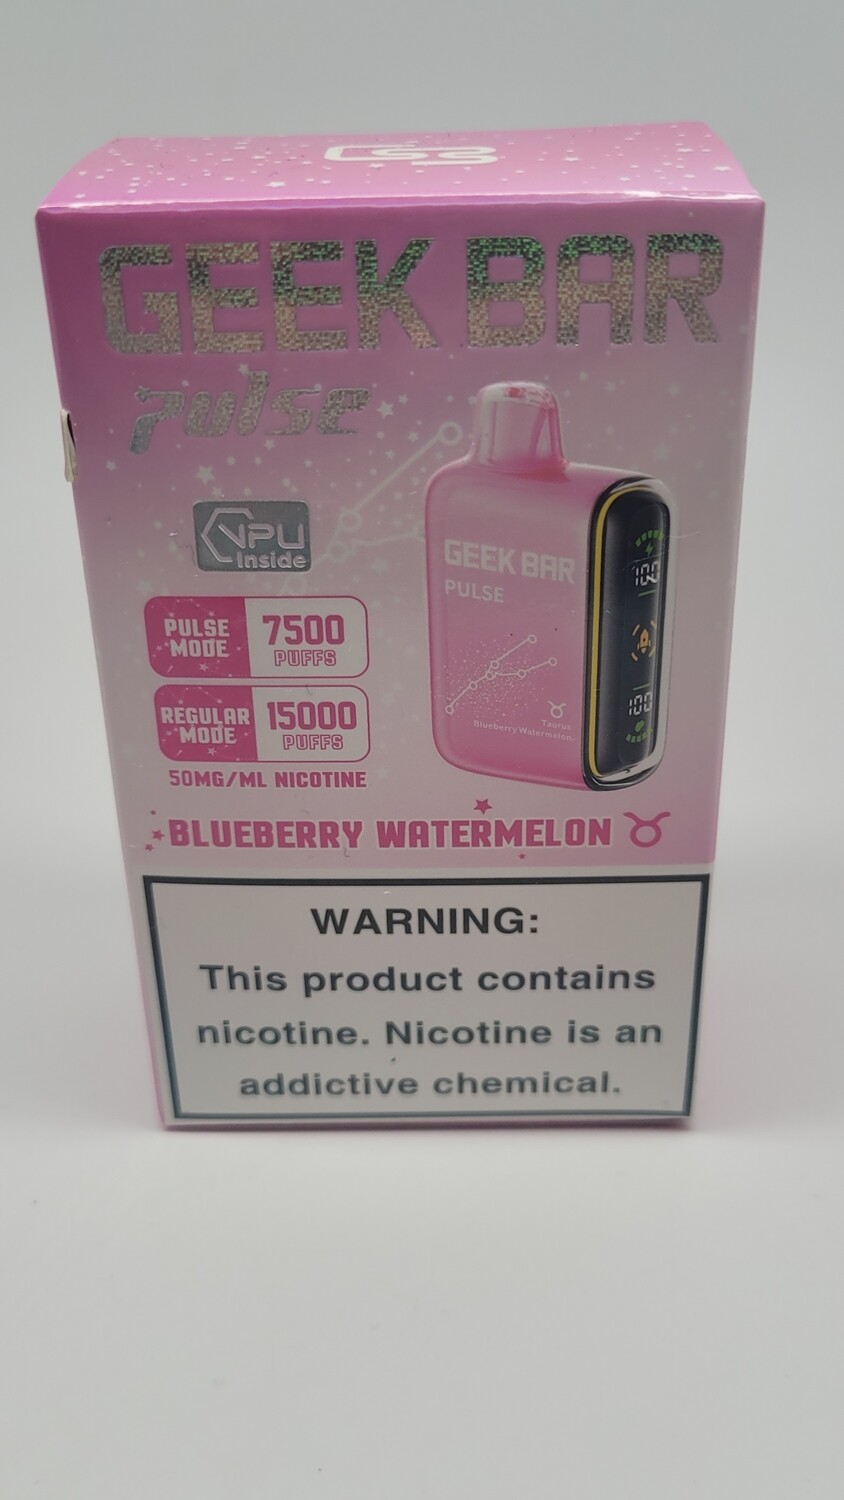 GEEK BAR
pulse
VPU
Inside
PULSE
MODE
7500
PUFFS
REGULAR
MODE
15000
PUFFS
50MG/ML NICOTINE
GEEK BAR
PULSE
100
100
Taurus
Blueberry Watermelon
BLUEBERRY WATERMELON
WARNING:
This product contains
nicotine. Nicotine is an
addictive chemical.